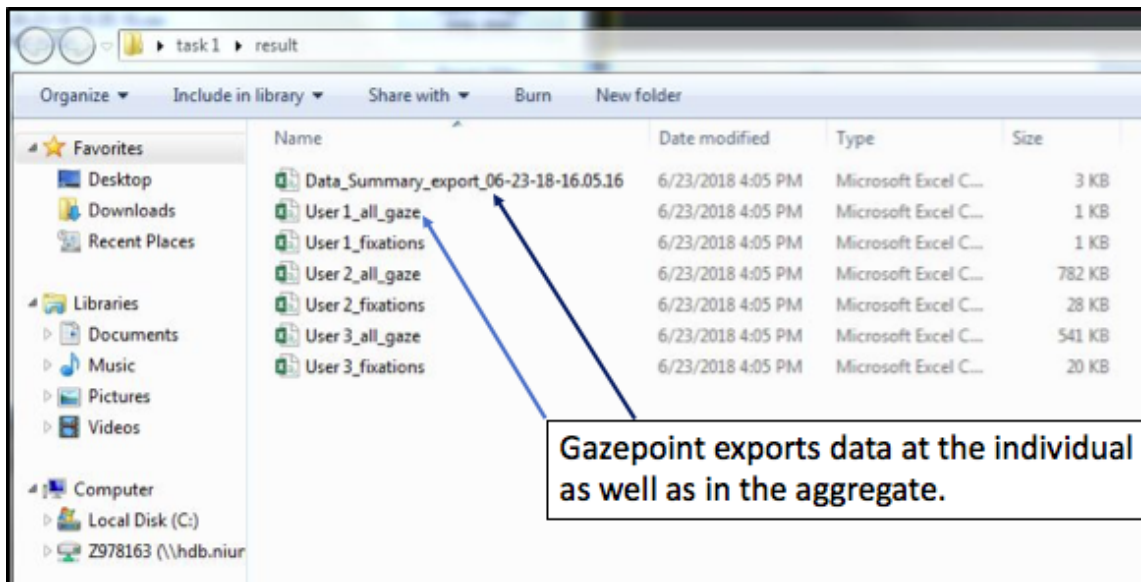 task 1 result
Organize Include in library Share with Burn New folder
Favorites
Desktop
Downloads
Recent Places
Libraries
Documents
Music
Pictures
Videos
Computer
Local Disk (C:)
Z978163 (\\hdb.niur
Name Date modified Type Size
Data_Summary_export_06-23-18-16.05.16 6/23/2018 4:05 PM Microsoft Excel C... 3 KB
User 1_all_gaze 6/23/2018 4:05 PM Microsoft Excel C... 1 KB
User 1_fixations 6/23/2018 4:05 PM Microsoft Excel C... 1 KB
User 2_all_gaze 6/23/2018 4:05 PM Microsoft Excel C... 782 KB
User 2_fixations 6/23/2018 4:05 PM Microsoft Excel C... 28 KB
User 3_all_gaze 6/23/2018 4:05 PM Microsoft Excel C... 541 KB
User 3_fixations 6/23/2018 4:05 PM Microsoft Excel C... 20 KB
Gazepoint exports data at the individual
as well as in the aggregate.